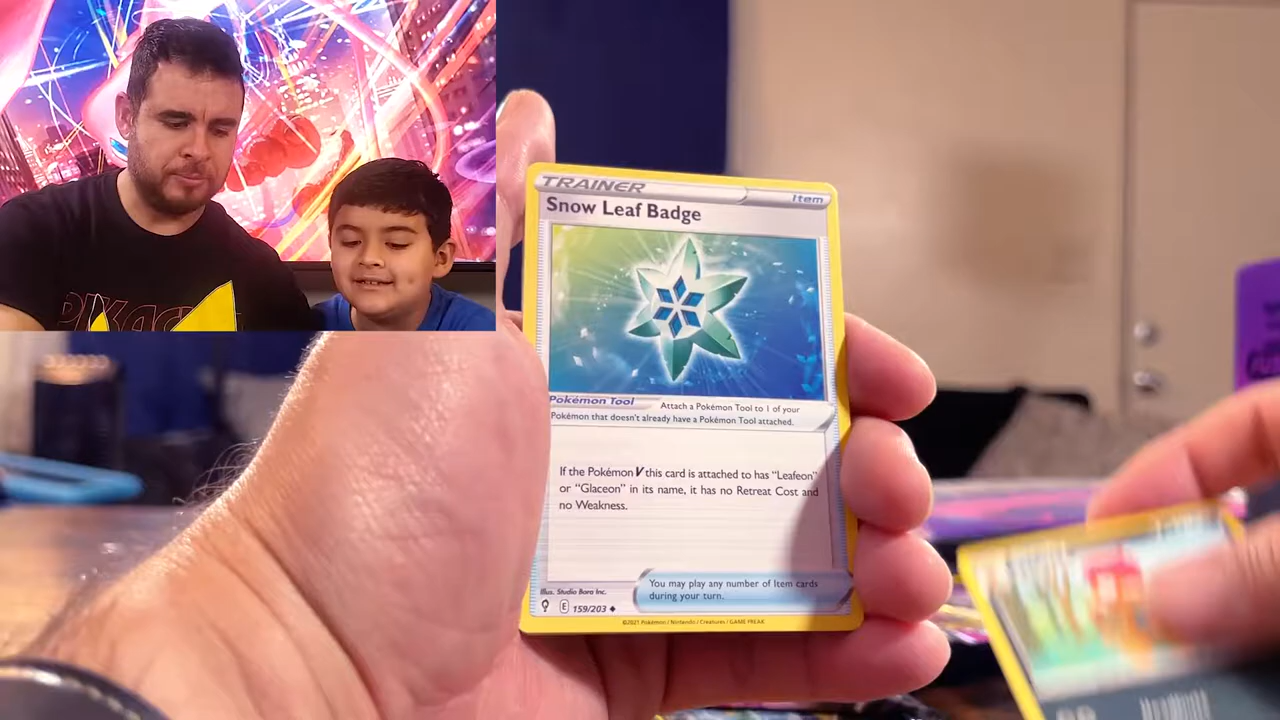 TRAINER
Item
Snow Leaf Badge
Pokémon Tool
Attach a Pokémon Tool to 1 of your
Pokémon that doesn't already have a Pokémon Tool attached.
If the Pokémon V this card is attached to has “Leafeon”
or “Glaceon” in its name, it has no Retreat Cost and
no Weakness.
You may play any number of Item cards
during your turn.
Illus. Studio Bora Inc.
E 159/203
©2021 Pokémon / Nintendo / Creatures / GAME FREAK